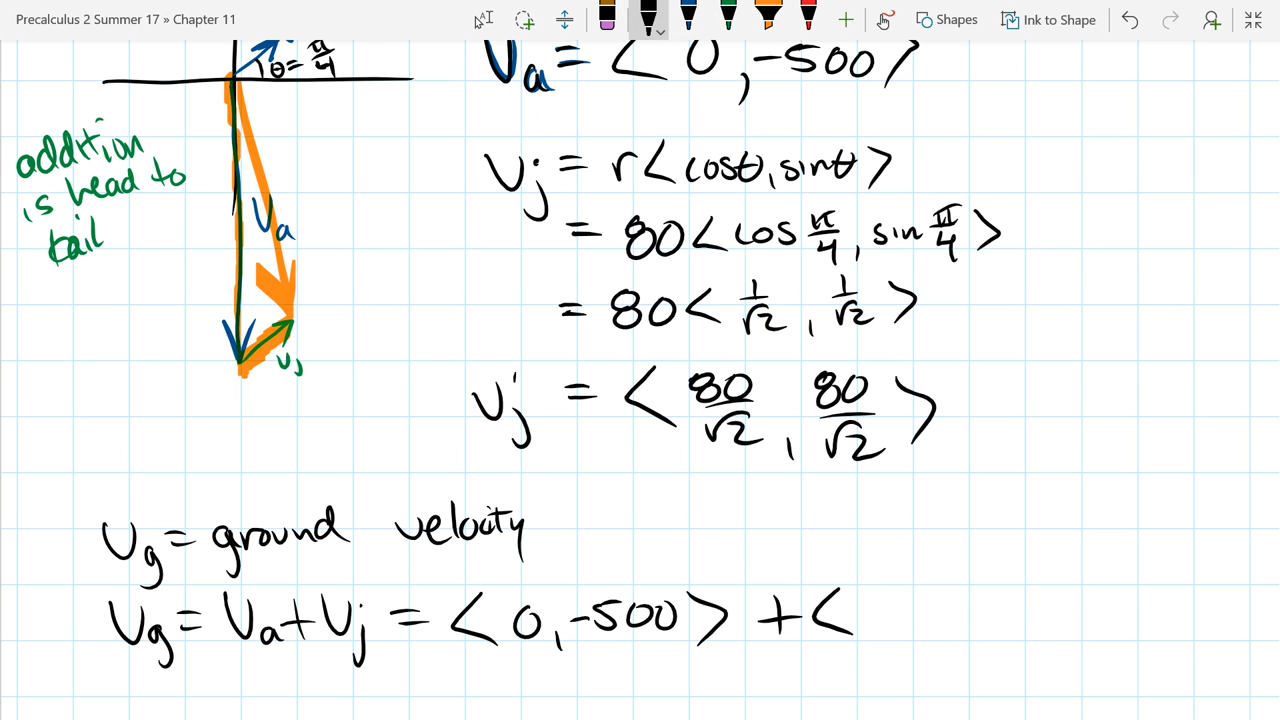 Precalculus 2 Summer 17 » Chapter 11
Shapes
Ink to Shape
θ = π/4
Va = < 0, -500 >
addition
is head to
tail
Va
Vj
Vj = r< cosθ, sinθ >
= 80 < cos π/4, sin π/4 >
= 80 < 1/√2, 1/√2 >
Vj = < 80/√2, 80/√2 >
Vg = ground velocity
Vg = Va + Vj = < 0, -500 > + <